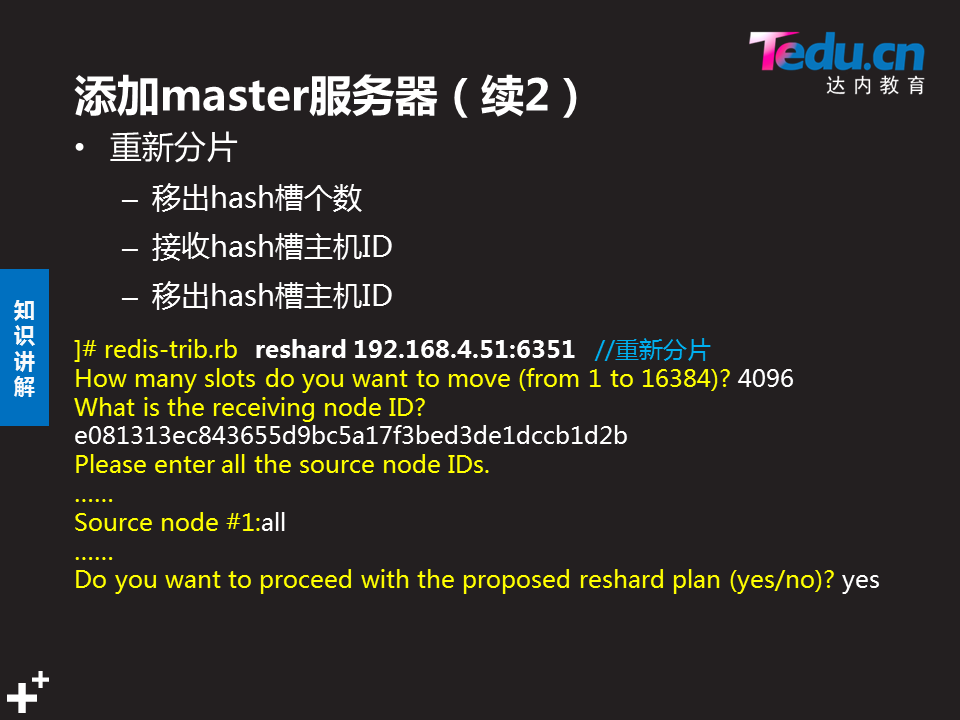 Tedu.cn
达内教育
添加master服务器（续2）
• 重新分片
– 移出hash槽个数
– 接收hash槽主机ID
– 移出hash槽主机ID
知识讲解
]# redis-trib.rb reshard 192.168.4.51:6351 //重新分片
How many slots do you want to move (from 1 to 16384)? 4096
What is the receiving node ID?
e081313ec843655d9bc5a17f3bed3de1dccb1d2b
Please enter all the source node IDs.
……
Source node #1:all
……
Do you want to proceed with the proposed reshard plan (yes/no)? yes